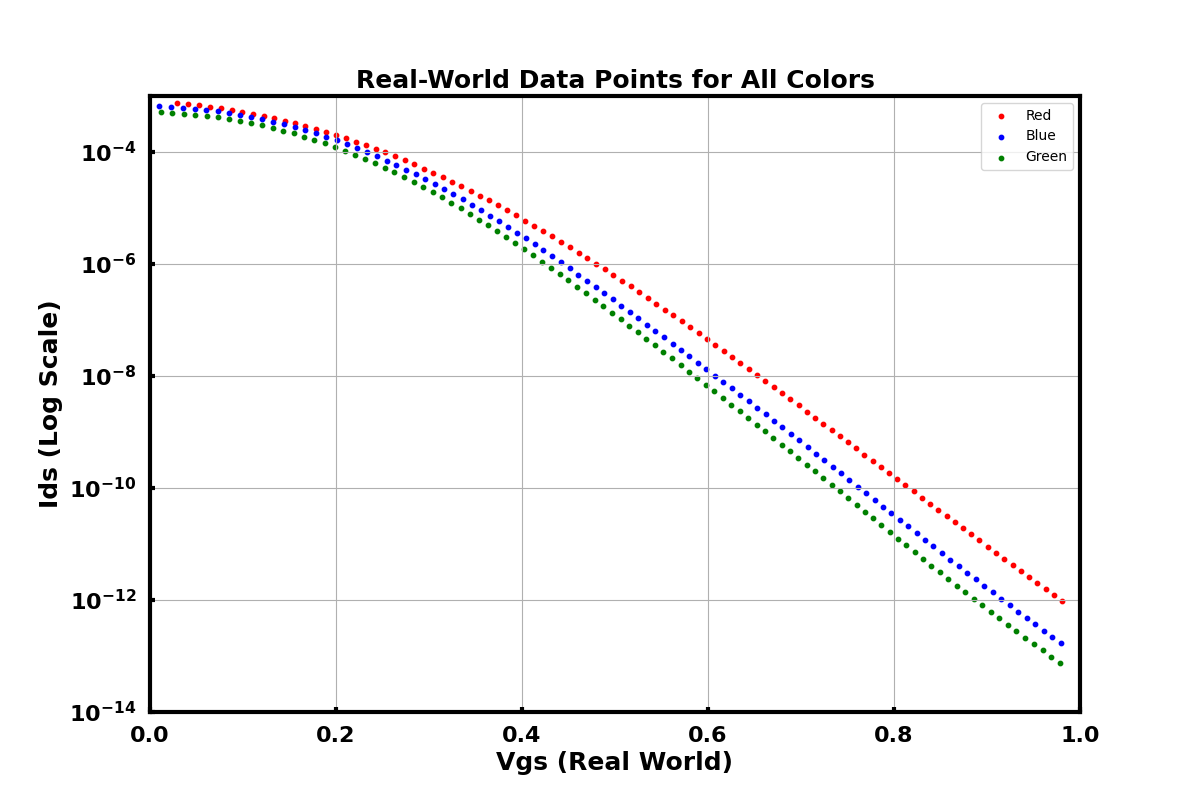 Real-World Data Points for All Colors
Red
Blue
Green
10⁻⁴
10⁻⁶
10⁻⁸
10⁻¹⁰
10⁻¹²
10⁻¹⁴
Ids (Log Scale)
0.0 0.2 0.4 0.6 0.8 1.0
Vgs (Real World)